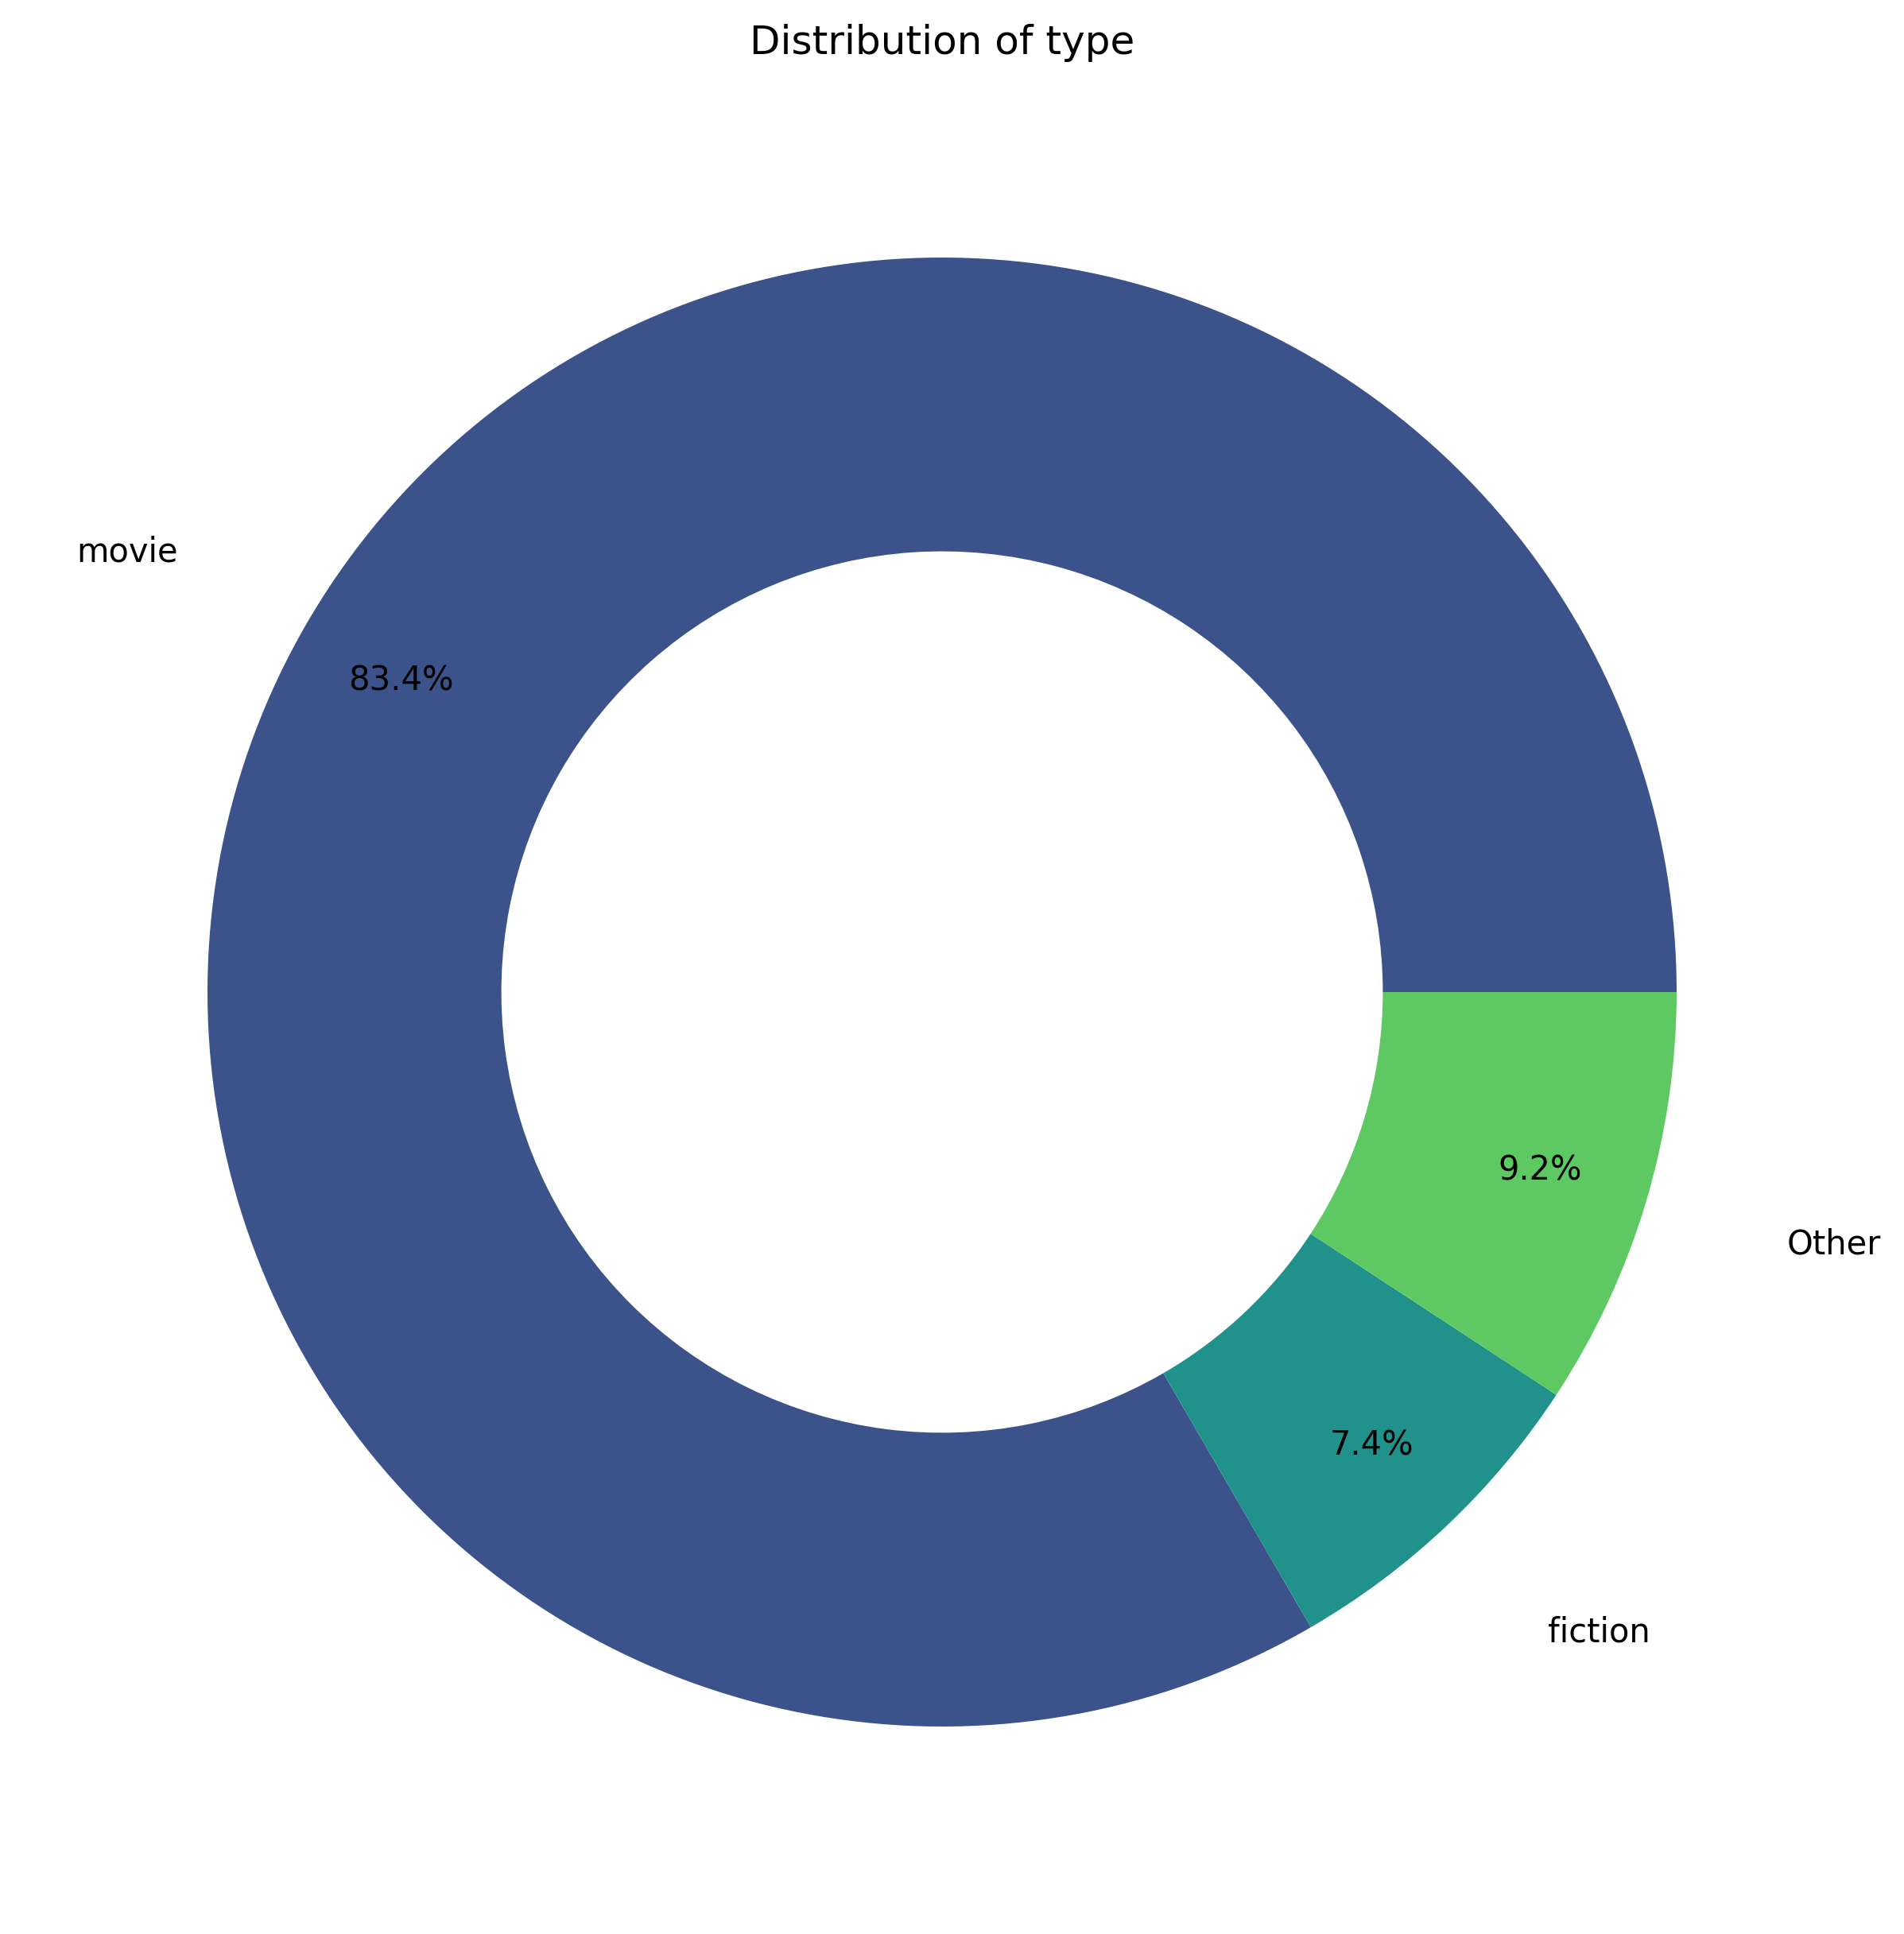 Distribution of type
movie
83.4%
9.2%
Other
7.4%
fiction